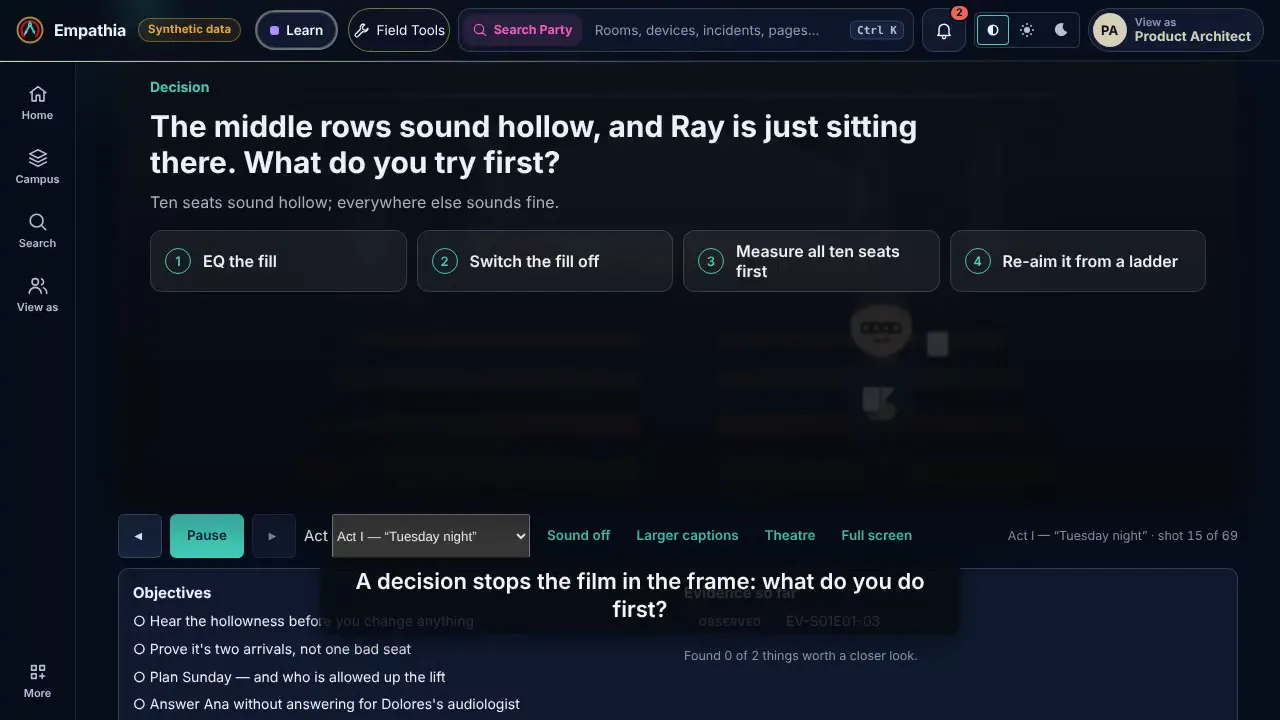 Empathia
Synthetic data
Learn
Field Tools
Search Party
Rooms, devices, incidents, pages...
Ctrl K
2
PA
View as
Product Architect
Home
Campus
Search
View as
More
Decision
The middle rows sound hollow, and Ray is just sitting
there. What do you try first?
Ten seats sound hollow; everywhere else sounds fine.
1 EQ the fill
2 Switch the fill off
3 Measure all ten seats
first
4 Re-aim it from a ladder
Pause
Act
Act I — “Tuesday night”
Sound off
Larger captions
Theatre
Full screen
Act I — “Tuesday night” · shot 15 of 69
A decision stops the film in the frame: what do you do
first?
Objectives
Hear the hollowness before you change anything
Prove it's two arrivals, not one bad seat
Plan Sunday — and who is allowed up the lift
Answer Ana without answering for Dolores's audiologist
Evidence so far
OBSERVED EV-S01E01-03
Found 0 of 2 things worth a closer look.